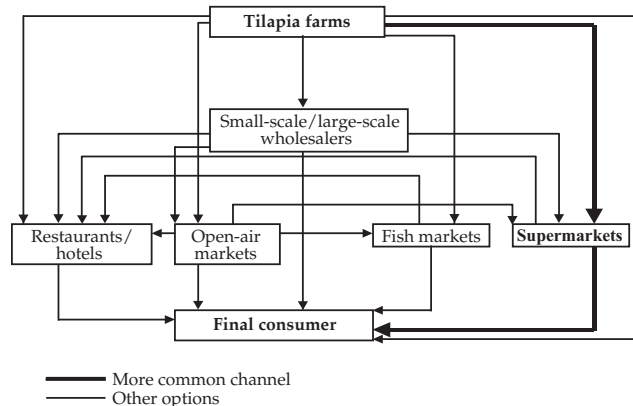 Tilapia farms
Small-scale/large-scale
wholesalers
Restaurants/
hotels
Open-air
markets
Fish markets
Supermarkets
Final consumer
More common channel
Other options